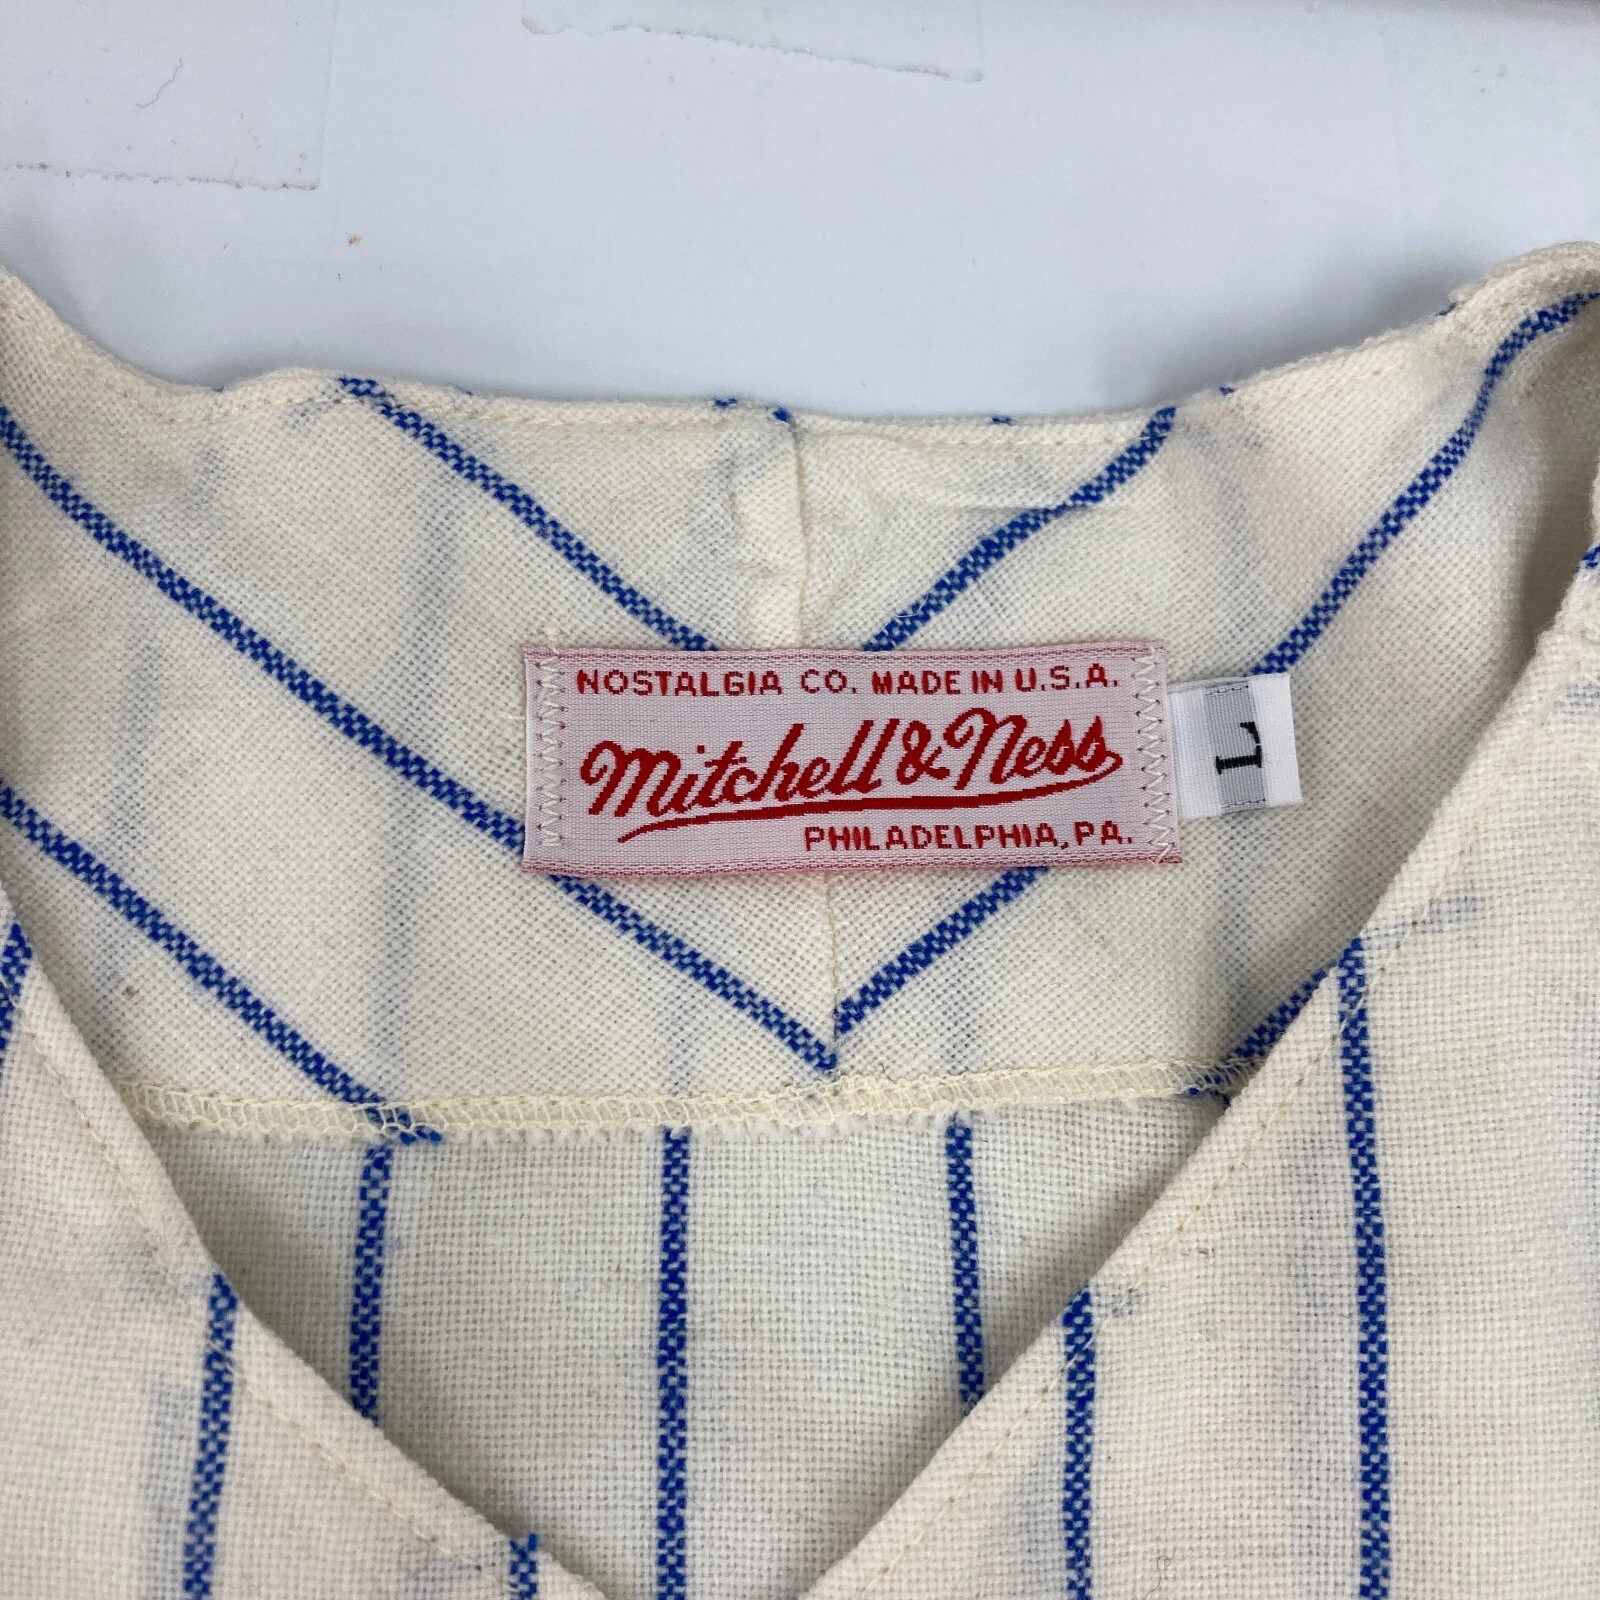 NOSTALGIA CO. MADE IN U.S.A.
Mitchell & Ness
PHILADELPHIA, PA.
L